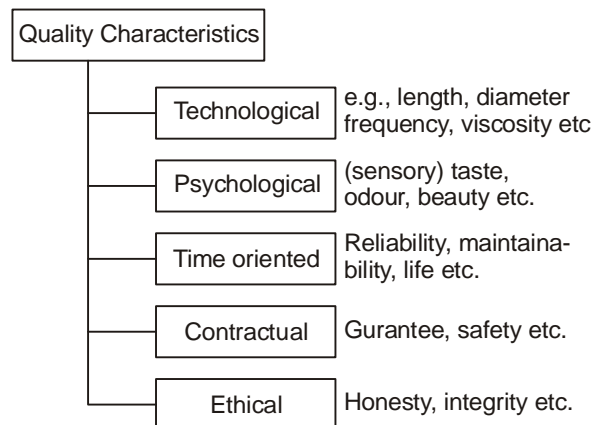 Quality Characteristics
Technological
e.g., length, diameter
frequency, viscosity etc
Psychological
(sensory) taste,
odour, beauty etc.
Time oriented
Reliability, maintaina-
bility, life etc.
Contractual
Gurantee, safety etc.
Ethical
Honesty, integrity etc.